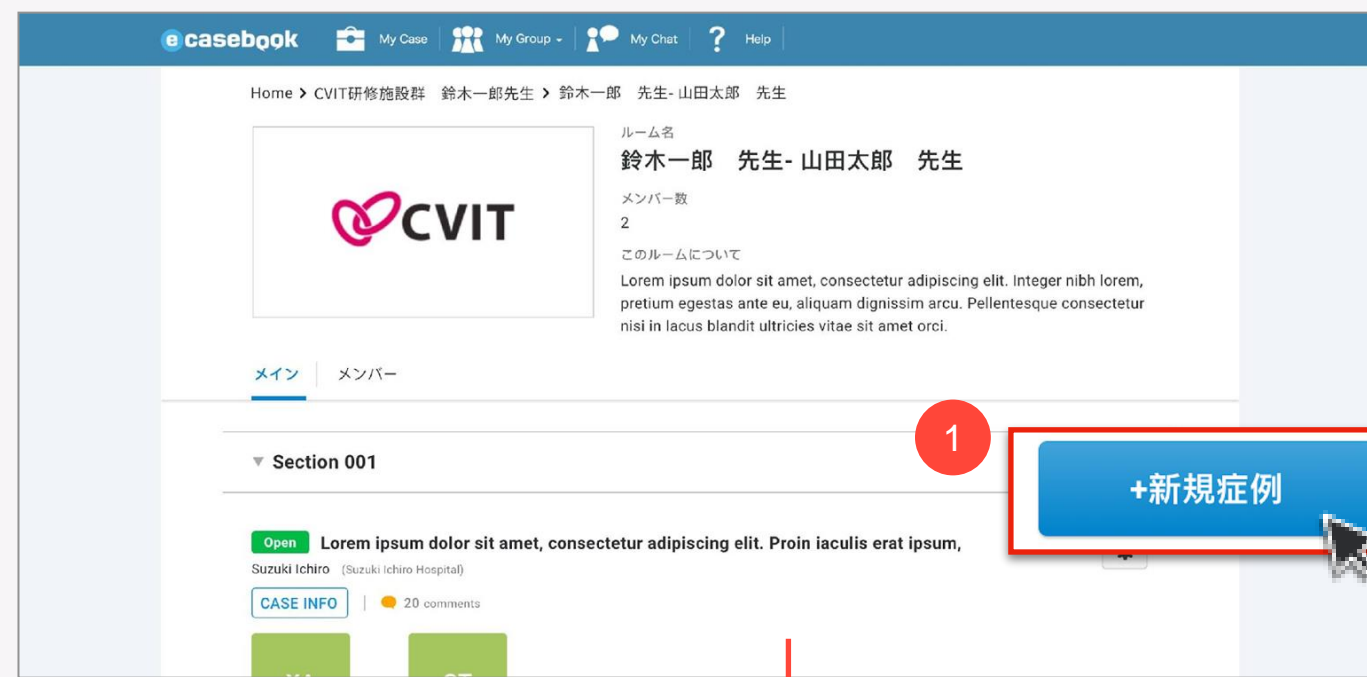 ecasebook My Case My Group My Chat ? Help
Home > CVIT研修施設群　鈴木一郎先生 > 鈴木一郎　先生- 山田太郎　先生
ルーム名
鈴木一郎　先生- 山田太郎　先生
CVIT
メンバー数
2
このルームについて
Lorem ipsum dolor sit amet, consectetur adipiscing elit. Integer nibh lorem,
pretium egestas ante eu, aliquam dignissim arcu. Pellentesque consectetur
nisi in lacus blandit ultricies vitae sit amet orci.
メイン メンバー
1
Section 001
+新規症例
Open Lorem ipsum dolor sit amet, consectetur adipiscing elit. Proin iaculis erat ipsum,
Suzuki Ichiro (Suzuki Ichiro Hospital)
CASE INFO | 20 comments